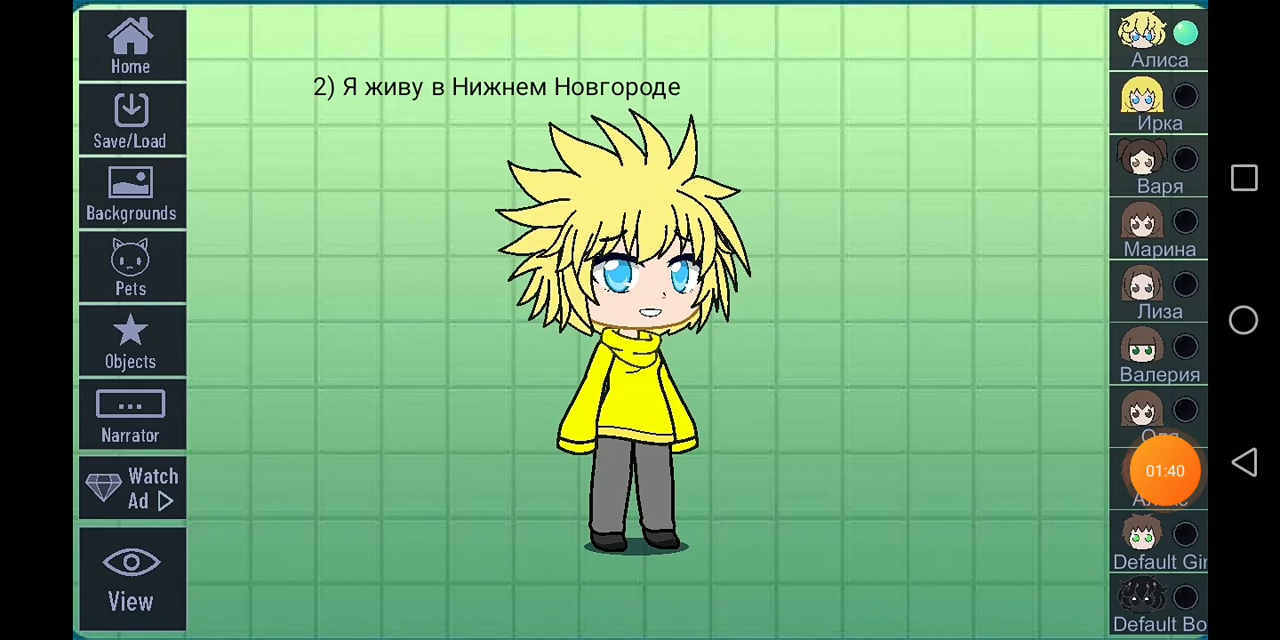 Home
Save/Load
Backgrounds
Pets
Objects
Narrator
Watch
Ad
View
2) Я живу в Нижнем Новгороде
Алиса
Ирка
Варя
Марина
Лиза
Валерия
01:40
Default Gir
Default Bo